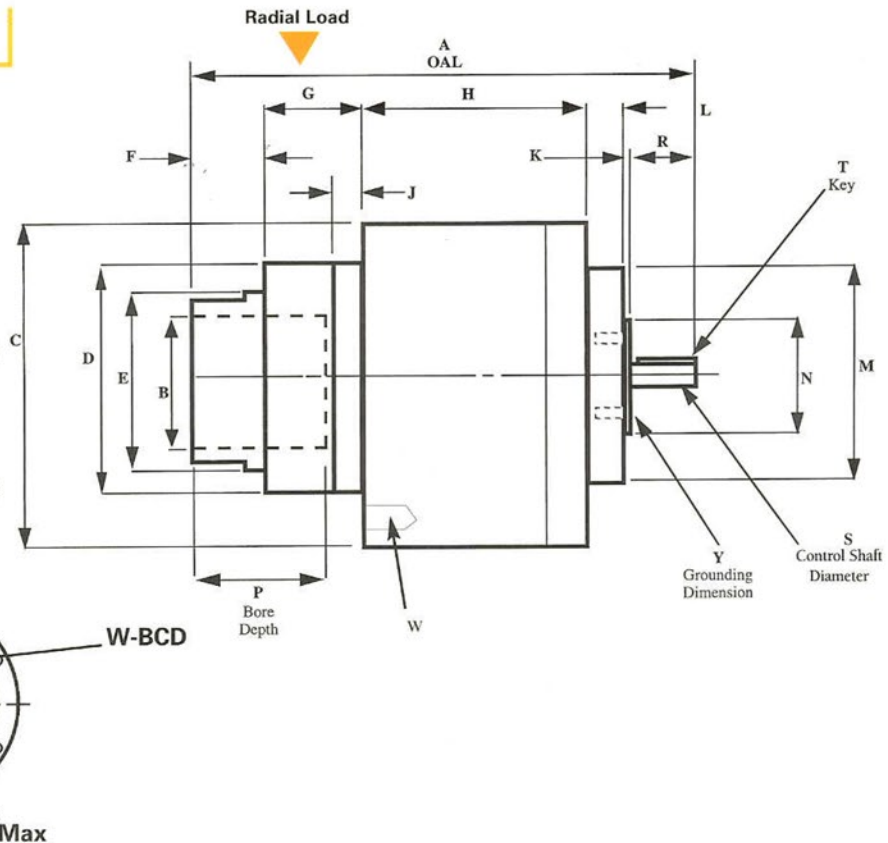 Radial Load
A
OAL
G
H
L
F
K
R
J
T
Key
C
D
E
B
N
M
P
Bore
Depth
W
Y
Grounding
Dimension
S
Control Shaft
Diameter
W-BCD
Max